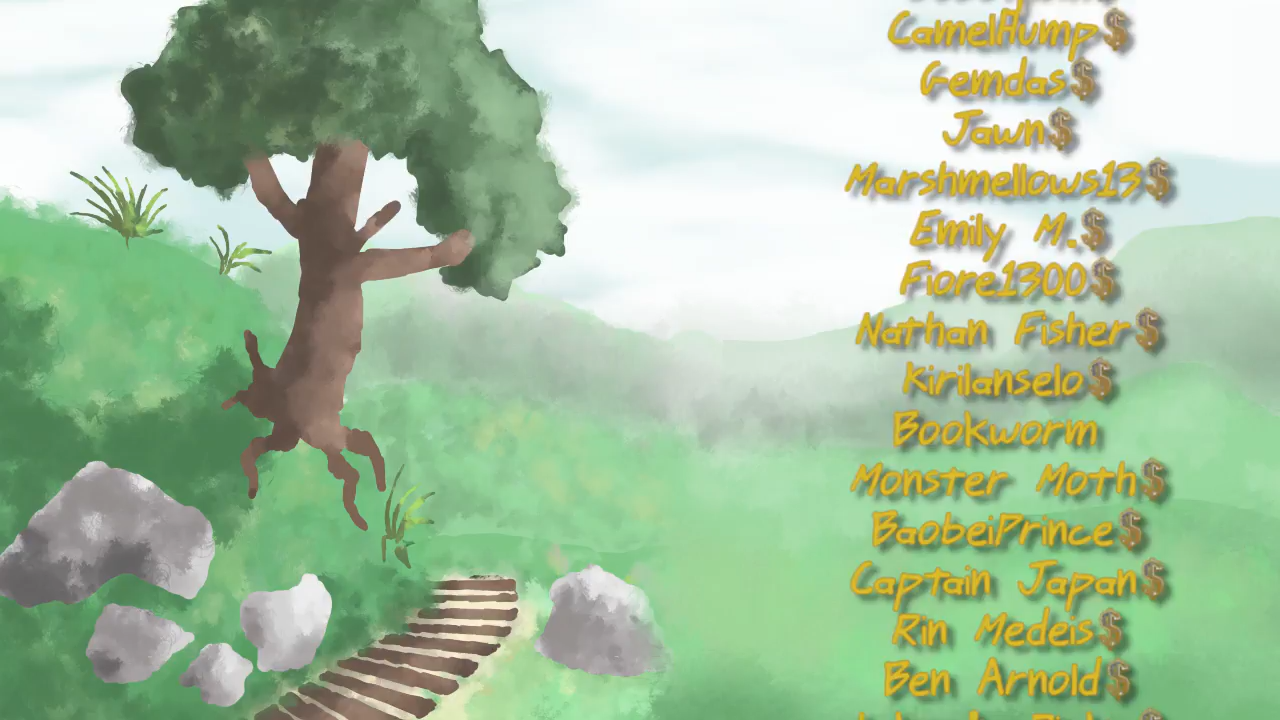 CamelHump$
Gemdas$
Jawn$
Marshmellows13$
Emily M.$
Fiore1300$
Nathan Fisher$
Kirilanselo$
Bookworm
Monster Moth$
BaobeiPrince$
Captain Japan$
Rin Medeis$
Ben Arnold$